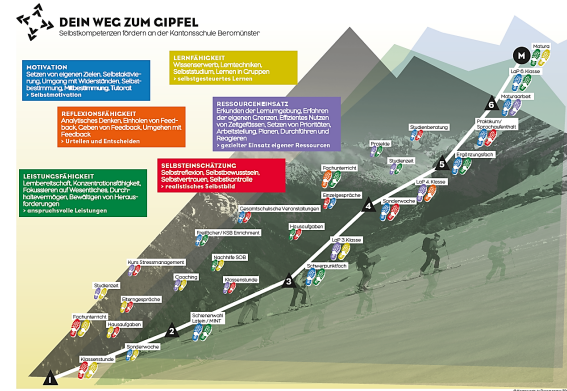 DEIN WEG ZUM GIPFEL
Selbstkompetenzen fördern an der Kantonsschule Beromünster
MOTIVATION
Setzen von eigenen Zielen, Selbstaktivie-
rung, Umgang mit Widerständen, Selbst-
bestimmung, Mitbestimmung, Tutorat
> Selbstmotivation
LERNFÄHIGKEIT
Wissenserwerb, Lerntechniken,
Selbststudium, Lernen in Gruppen
> selbstgesteuertes Lernen
REFLEXIONSFÄHIGKEIT
Analytisches Denken, Einholen von Feed-
back, Geben von Feedback, Umgehen mit
Feedback
> Urteilen und Entscheiden
RESSOURCENEINSATZ
Erkunden der Lernumgebung, Erfahren
der eigenen Grenzen, Effizientes Nutzen
von Zeitgefässen, Setzen von Prioritäten,
Arbeitsteilung, Planen, Durchführen und
Reagieren
> gezielter Einsatz eigener Ressourcen
LEISTUNGSFÄHIGKEIT
Lernbereitschaft, Konzentrationsfähigkeit,
Fokussieren auf Wesentliches, Durch-
haltevermögen, Bewältigen von Heraus-
forderungen
> anspruchsvolle Leistungen
SELBSTEINSCHÄTZUNG
Selbstreflexion, Selbstbewusstsein,
Selbstvertrauen, Selbstkontrolle
> realistisches Selbstbild
Matura
M
LaP 6. Klasse
Maturaarbeit
6
Praktikum/
Sprachaufenthalt
Studienberatung
Projekte
Ergänzungsfach
5
Studienzeit
Fachunterricht
LaP 4. Klasse
Einzelgespräche
Sonderwoche
4
Gesamtschulische Veranstaltungen
Hausaufgaben
Freifächer / KSB Enrichment
LaP 3. Klasse
Nachhilfe SOB
Kurs Stressmanagement
Schwerpunktfach
Coaching
Klassenstunde
3
Studienzeit
Einzelgespräche
Fachunterricht
Hausaufgaben
Schienenwahl
Latein / MINT
2
Sonderwoche
Klassenstunde
1